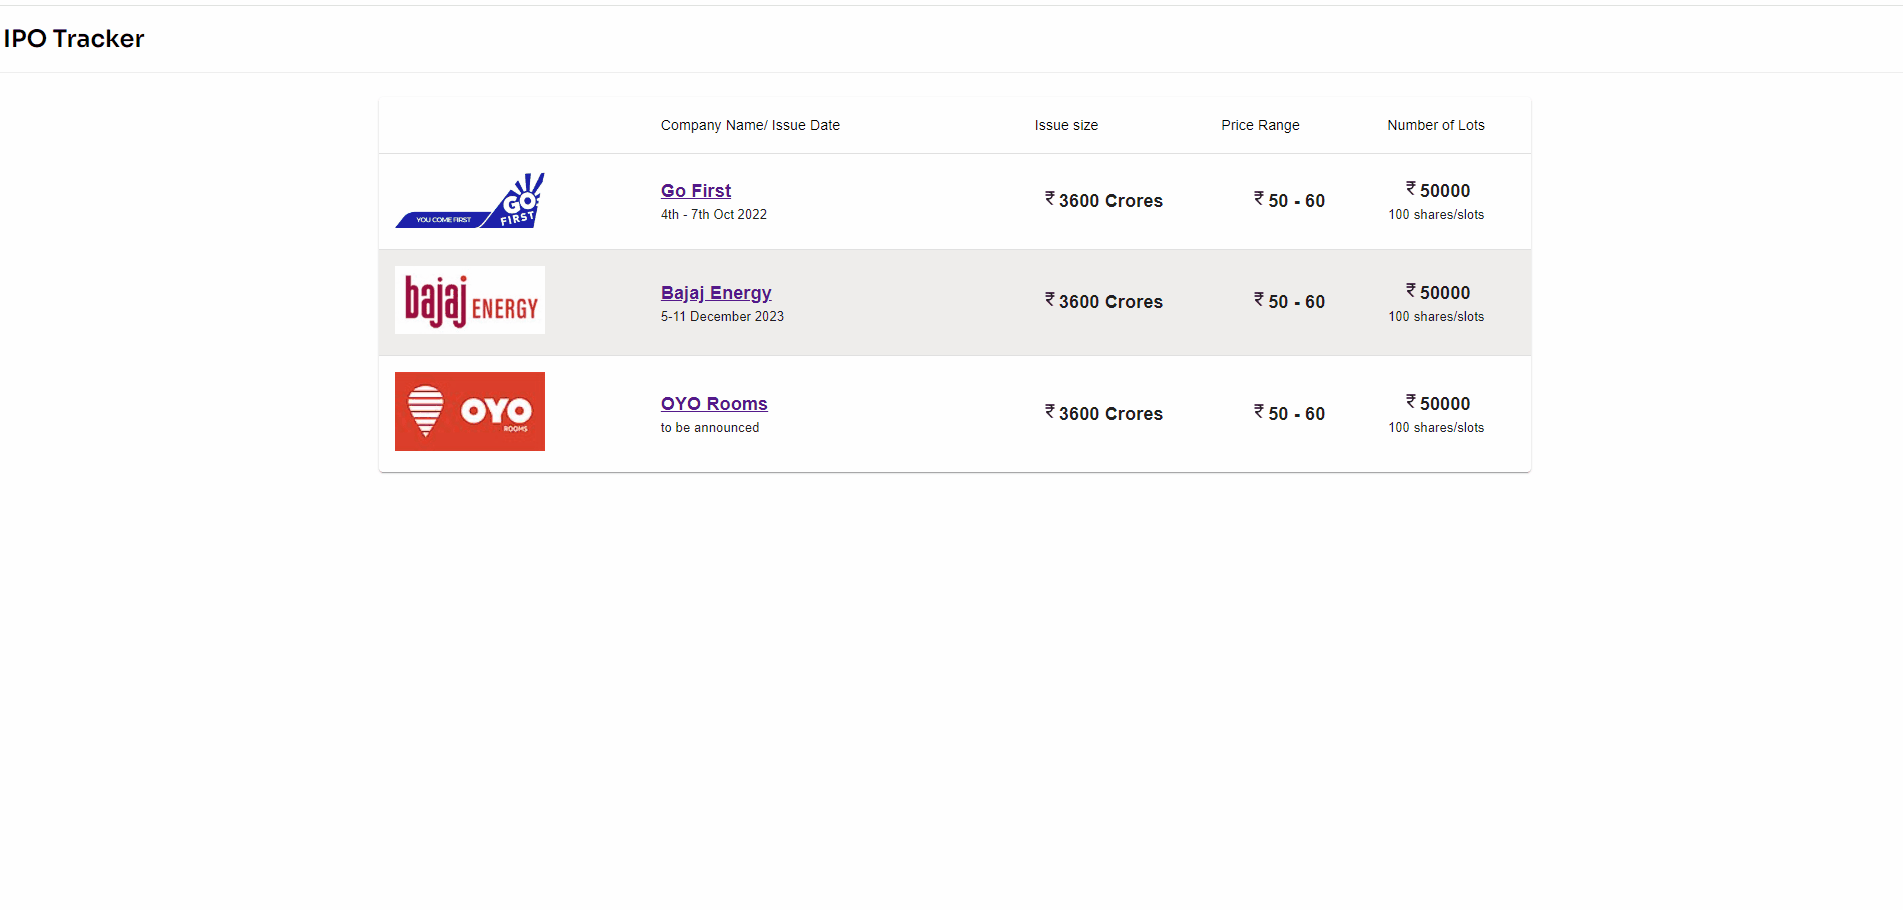 IPO Tracker
Company Name/ Issue Date Issue size Price Range Number of Lots
YOU COME FIRST GO FIRST
Go First
4th - 7th Oct 2022
₹ 3600 Crores
₹ 50 - 60
₹ 50000
100 shares/slots
bajaj ENERGY
Bajaj Energy
5-11 December 2023
₹ 3600 Crores
₹ 50 - 60
₹ 50000
100 shares/slots
OYO
ROOMS
OYO Rooms
to be announced
₹ 3600 Crores
₹ 50 - 60
₹ 50000
100 shares/slots